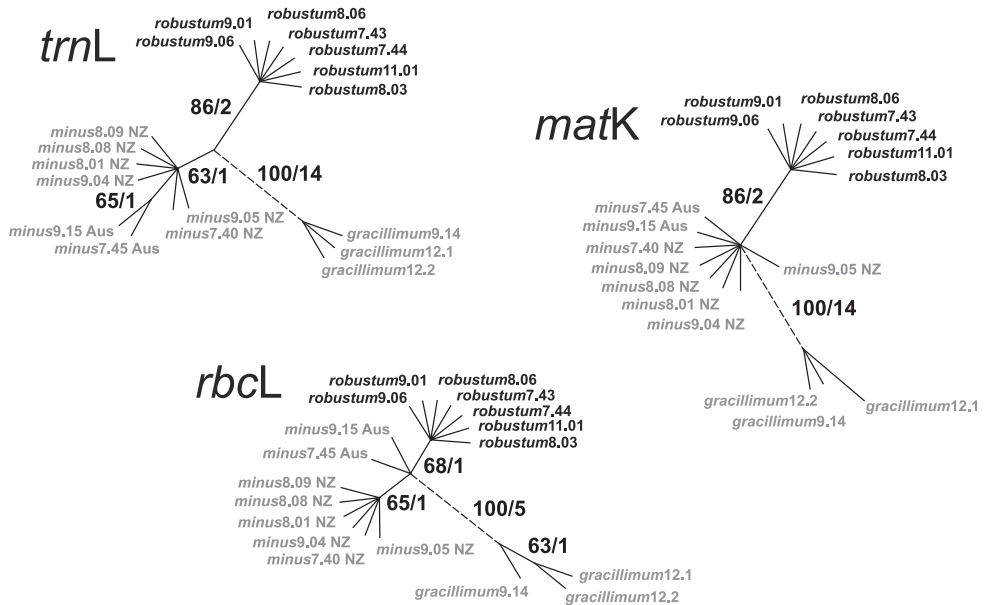 trnL
robustum9.01
robustum9.06
robustum8.06
robustum7.43
robustum7.44
robustum11.01
robustum8.03
86/2
minus8.09 NZ
minus8.08 NZ
minus8.01 NZ
minus9.04 NZ
63/1
100/14
65/1
minus9.15 Aus
minus7.45 Aus
minus9.05 NZ
minus7.40 NZ
gracillimum9.14
gracillimum12.1
gracillimum12.2
matK
robustum9.01
robustum9.06
robustum8.06
robustum7.43
robustum7.44
robustum11.01
robustum8.03
86/2
minus7.45 Aus
minus9.15 Aus
minus7.40 NZ
minus8.09 NZ
minus8.08 NZ
minus8.01 NZ
minus9.04 NZ
minus9.05 NZ
100/14
gracillimum12.2
gracillimum9.14
gracillimum12.1
rbcL
robustum9.01
robustum9.06
robustum8.06
robustum7.43
robustum7.44
robustum11.01
robustum8.03
minus9.15 Aus
minus7.45 Aus
68/1
minus8.09 NZ
minus8.08 NZ
minus8.01 NZ
minus9.04 NZ
minus7.40 NZ
65/1
minus9.05 NZ
100/5
63/1
gracillimum9.14
gracillimum12.1
gracillimum12.2